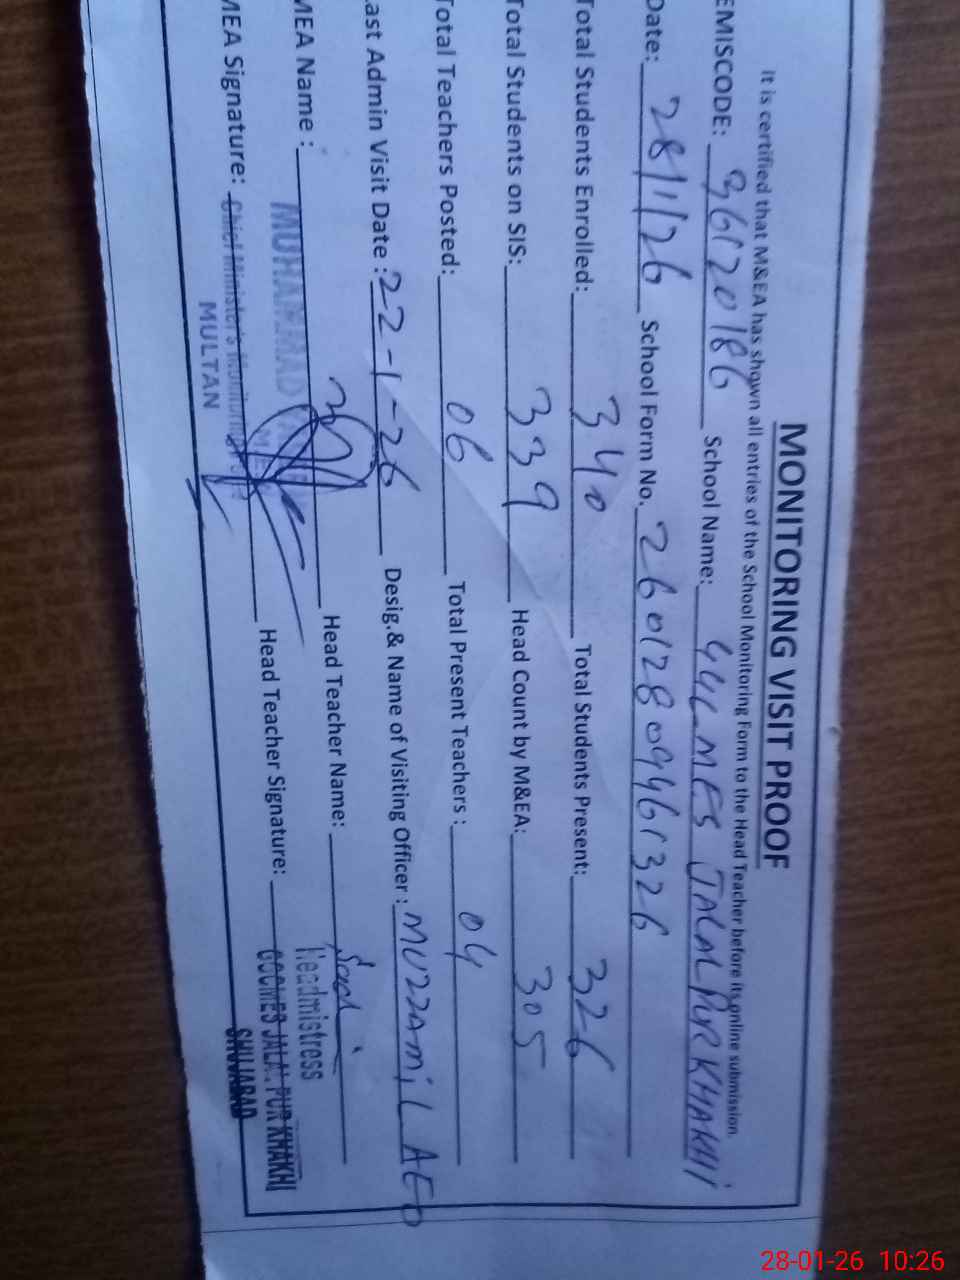 MONITORING VISIT PROOF
It is certified that M&EA has shown all entries of the School Monitoring Form to the Head Teacher before its online submission.
EMISCODE: 36120186 School Name: JALAL PUR KHAKHI
Date: 28/1/26 School Form No. 26012809461326
Total Students Enrolled: 340 Total Students Present: 326
Total Students on SIS: 339 Head Count by M&EA: 305
Total Teachers Posted: 06 Total Present Teachers : 04
Last Admin Visit Date : 22-1-26 Desig.& Name of Visiting Officer : MUZZAMIL AEO
MEA Name : MUHAMMAD Head Teacher Name:
MEA Signature: Chief Minister's Monitoring Head Teacher Signature:
MULTAN
Headmistress
GGCMES JALAL PUR KHAKHI
SHUJABAD
28-01-26 10:26